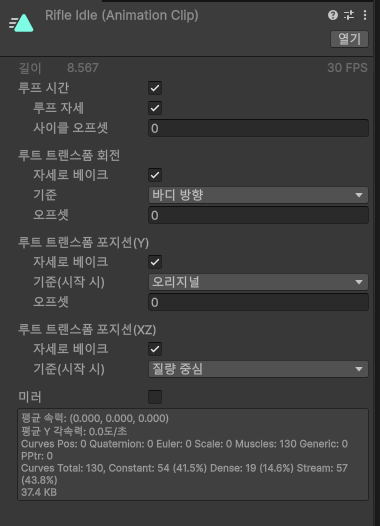 Rifle Idle (Animation Clip)
열기
길이 8.567 30 FPS
루프 시간
루프 자세
사이클 오프셋 0
루트 트랜스폼 회전
자세로 베이크
기준 바디 방향
오프셋 0
루트 트랜스폼 포지션(Y)
자세로 베이크
기준(시작 시) 오리지널
오프셋 0
루트 트랜스폼 포지션(XZ)
자세로 베이크
기준(시작 시) 질량 중심
미러
평균 속력: (0.000, 0.000, 0.000)
평균 Y 각속력: 0.0도/초
Curves Pos: 0 Quaternion: 0 Euler: 0 Scale: 0 Muscles: 130 Generic: 0
PPtr: 0
Curves Total: 130, Constant: 54 (41.5%) Dense: 19 (14.6%) Stream: 57
(43.8%)
37.4 KB